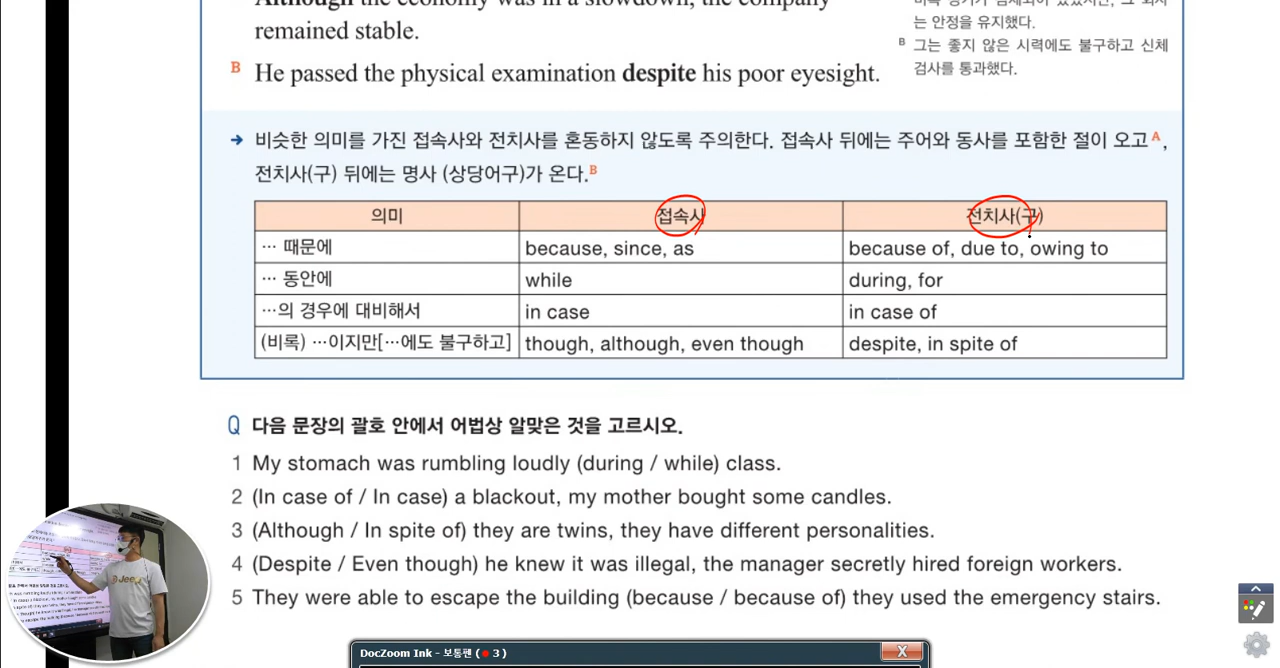 Although the economy was in a slowdown, the company
remained stable.
B He passed the physical examination despite his poor eyesight.
는 안정을 유지했다.
B 그는 좋지 않은 시력에도 불구하고 신체
검사를 통과했다.
→ 비슷한 의미를 가진 접속사와 전치사를 혼동하지 않도록 주의한다. 접속사 뒤에는 주어와 동사를 포함한 절이 오고A,
전치사(구) 뒤에는 명사 (상당어구)가 온다.B
의미 접속사 전치사(구)
… 때문에 because, since, as because of, due to, owing to
… 동안에 while during, for
…의 경우에 대비해서 in case in case of
(비록) …이지만[…에도 불구하고] though, although, even though despite, in spite of
Q 다음 문장의 괄호 안에서 어법상 알맞은 것을 고르시오.
1 My stomach was rumbling loudly (during / while) class.
2 (In case of / In case) a blackout, my mother bought some candles.
3 (Although / In spite of) they are twins, they have different personalities.
4 (Despite / Even though) he knew it was illegal, the manager secretly hired foreign workers.
5 They were able to escape the building (because / because of) they used the emergency stairs.
DocZoom Ink - 보통펜 ( 3 ) X